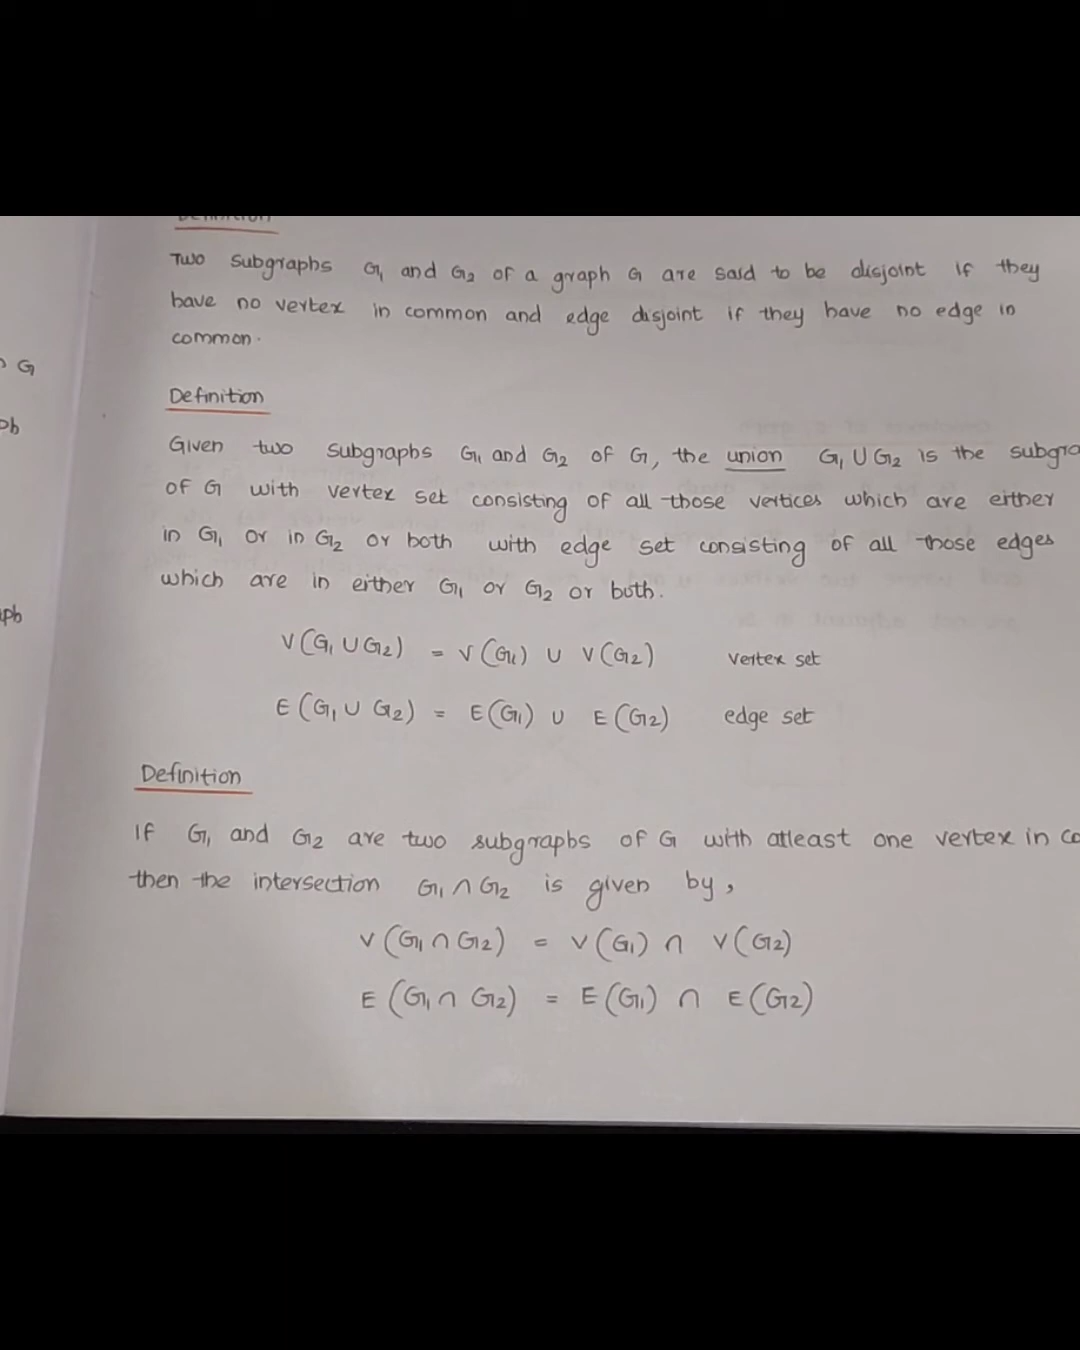 Definition
Two subgraphs G₁ and G₂ of a graph G are said to be disjoint if they
have no vertex in common and edge disjoint if they have no edge in
common.
G
Definition
Given two subgraphs G₁ and G₂ of G, the union G₁ ∪ G₂ is the subgra
of G with vertex set consisting of all those vertices which are either
in G₁ or in G₂ or both with edge set consisting of all those edges
which are in either G₁ or G₂ or both.
ph
V(G₁ ∪ G₂) = V(G₁) ∪ V(G₂) vertex set
E(G₁ ∪ G₂) = E(G₁) ∪ E(G₂) edge set
Definition
If G₁ and G₂ are two subgraphs of G with atleast one vertex in co
then the intersection G₁ ∩ G₂ is given by,
V(G₁ ∩ G₂) = V(G₁) ∩ V(G₂)
E(G₁ ∩ G₂) = E(G₁) ∩ E(G₂)